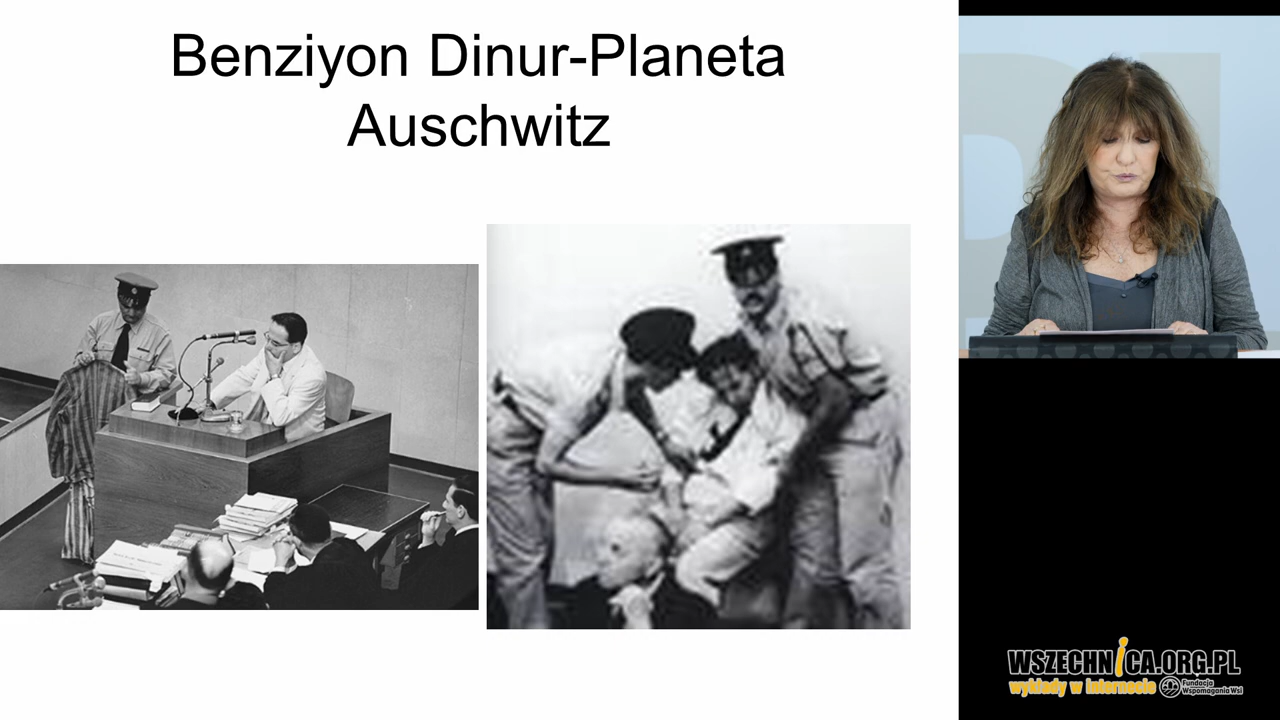 Benziyon Dinur-Planeta
Auschwitz
WSZECHNICA.ORG.PL
wykłady w internecie
Fundacja
Wspomagania Wsi